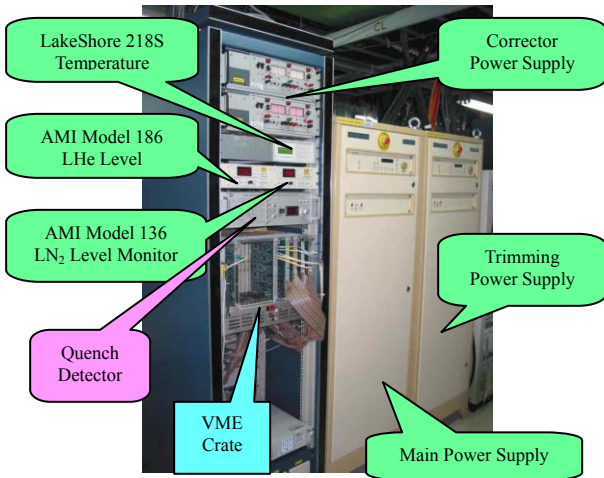 LakeShore 218S
Temperature
Corrector
Power Supply
AMI Model 186
LHe Level
AMI Model 136
LN₂ Level Monitor
Trimming
Power Supply
Quench
Detector
VME
Crate
Main Power Supply
CL